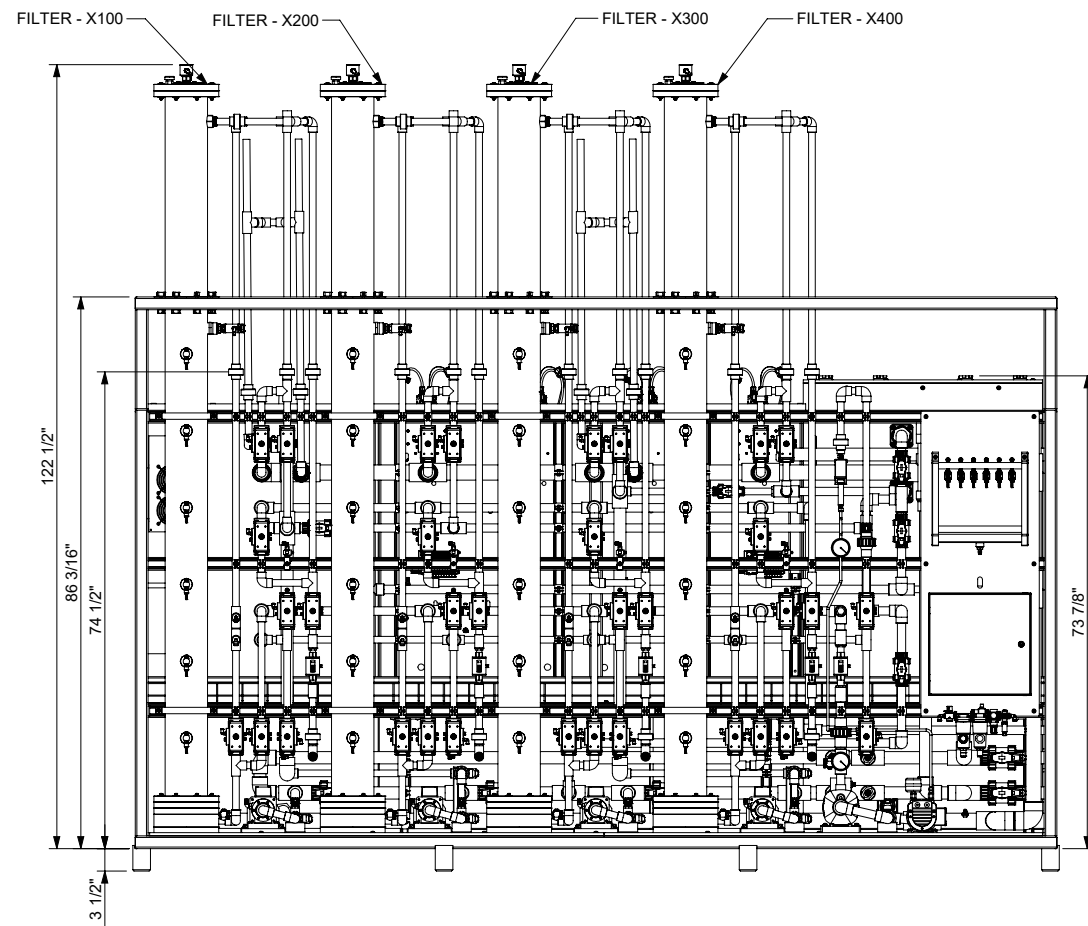 FILTER - X100
FILTER - X200
FILTER - X300
FILTER - X400
122 1/2"
86 3/16"
74 1/2"
73 7/8"
3 1/2"